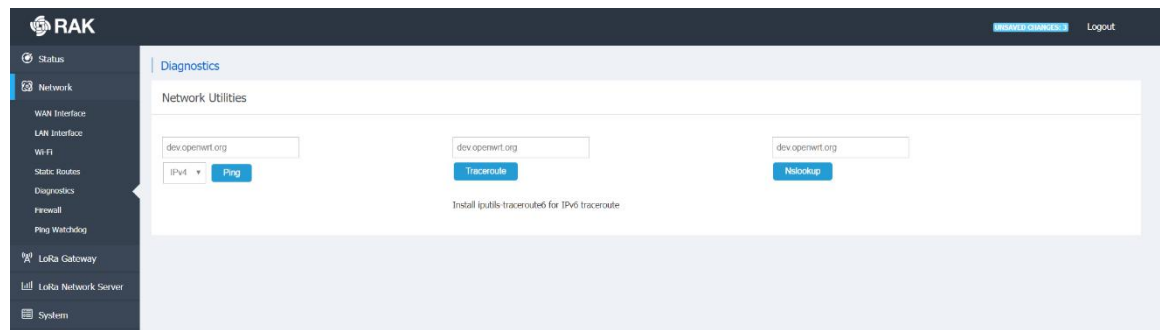 RAK
UNSAVED CHANGES: 3
Logout
Status
Network
WAN Interface
LAN Interface
Wi-Fi
Static Routes
Diagnostics
Firewall
Ping Watchdog
LoRa Gateway
LoRa Network Server
System
Diagnostics
Network Utilities
dev.openwrt.org
IPv4
Ping
dev.openwrt.org
Traceroute
Install iputils-traceroute6 for IPv6 traceroute
dev.openwrt.org
Nslookup